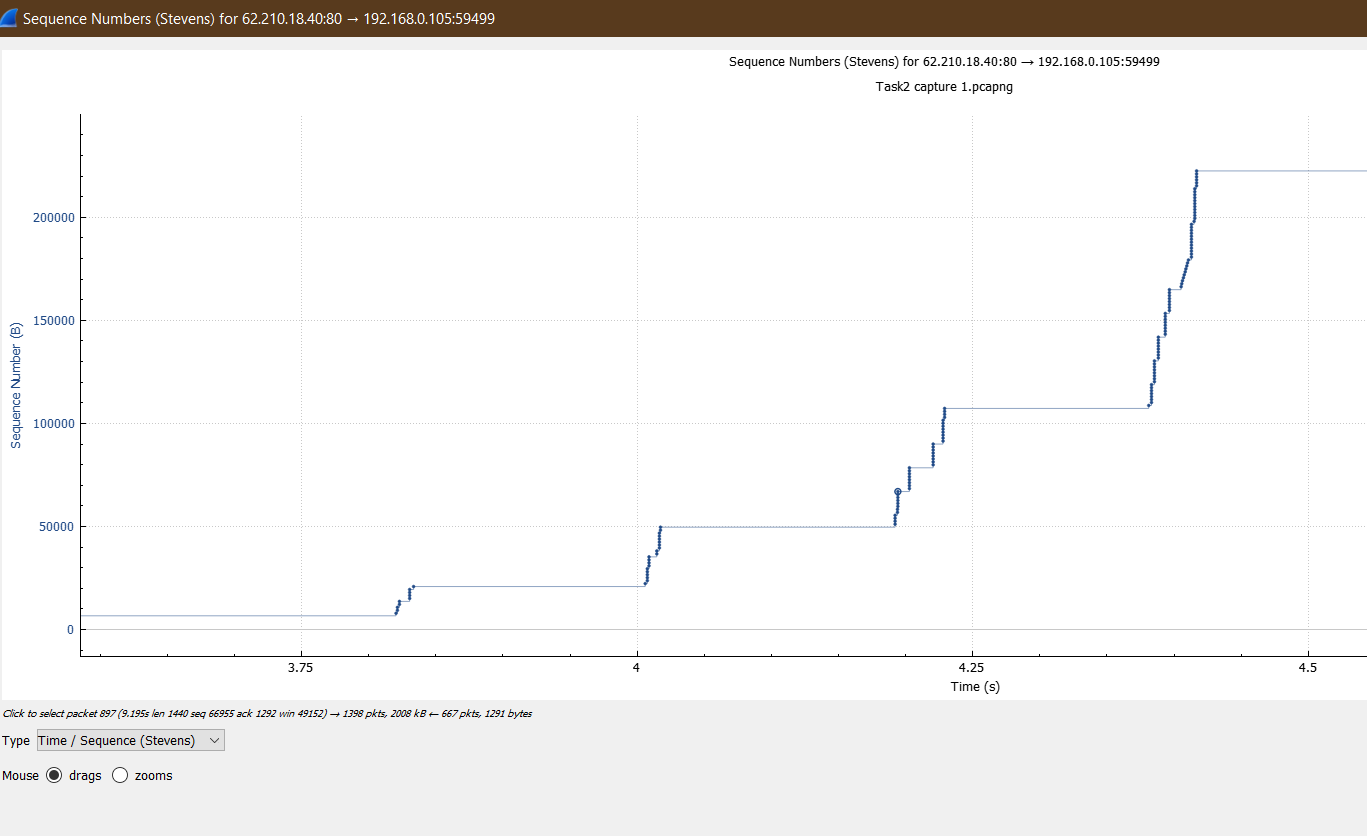 Sequence Numbers (Stevens) for 62.210.18.40:80 → 192.168.0.105:59499
Sequence Numbers (Stevens) for 62.210.18.40:80 → 192.168.0.105:59499
Task2 capture 1.pcapng
Sequence Number (B)
200000
150000
100000
50000
0
3.75 4 4.25 4.5
Time (s)
Click to select packet 897 (9.195s len 1440 seq 66955 ack 1292 win 49152) → 1398 pkts, 2008 kB ← 667 pkts, 1291 bytes
Type Time / Sequence (Stevens)
Mouse drags zooms